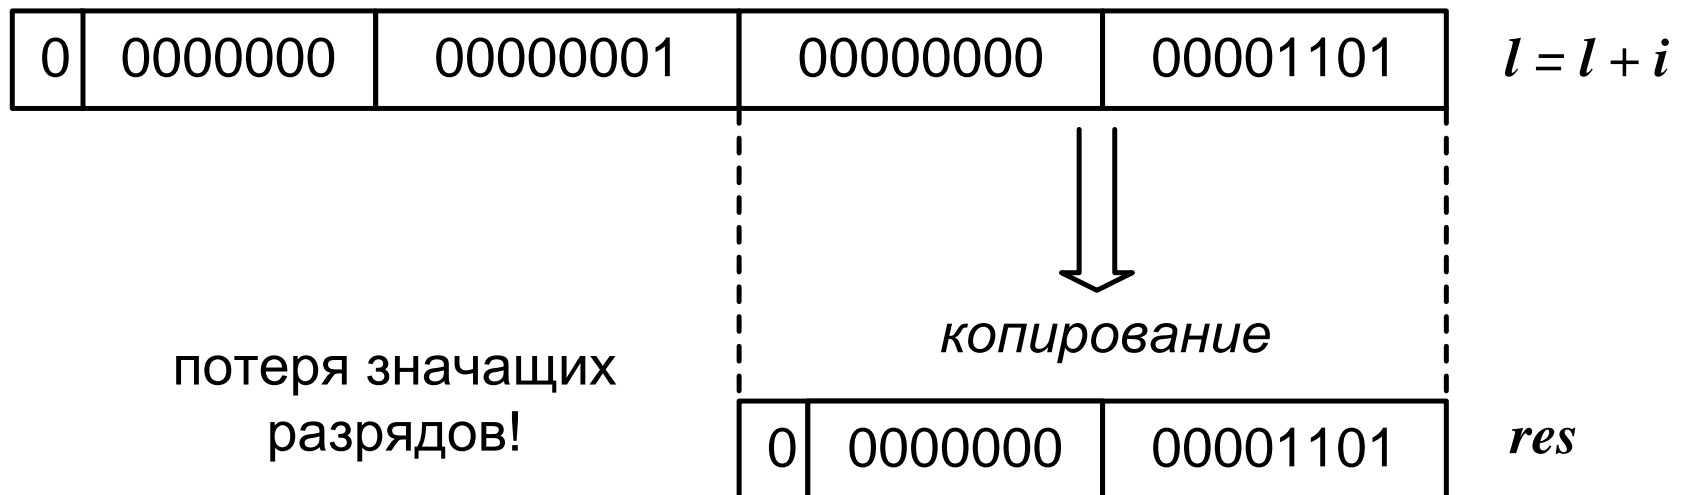 0 0000000 00000001 00000000 00001101 l = l + i
копирование
потеря значащих
разрядов!
0 0000000 00001101 res